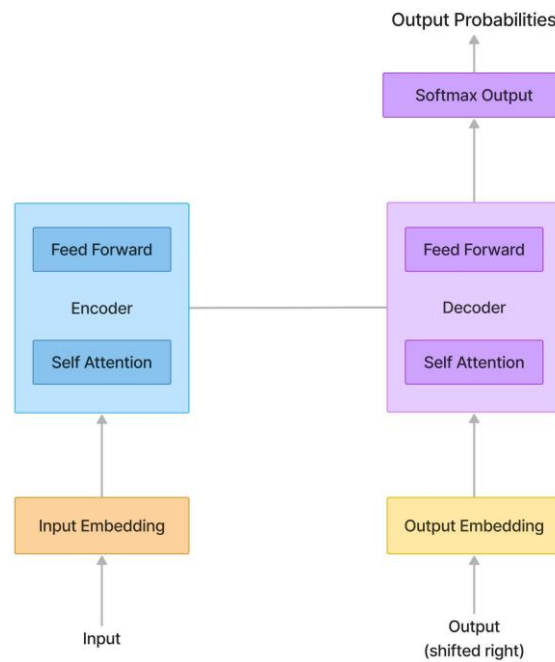 Output Probabilities
Softmax Output
Feed Forward
Encoder
Self Attention
Feed Forward
Decoder
Self Attention
Input Embedding
Output Embedding
Input
Output
(shifted right)